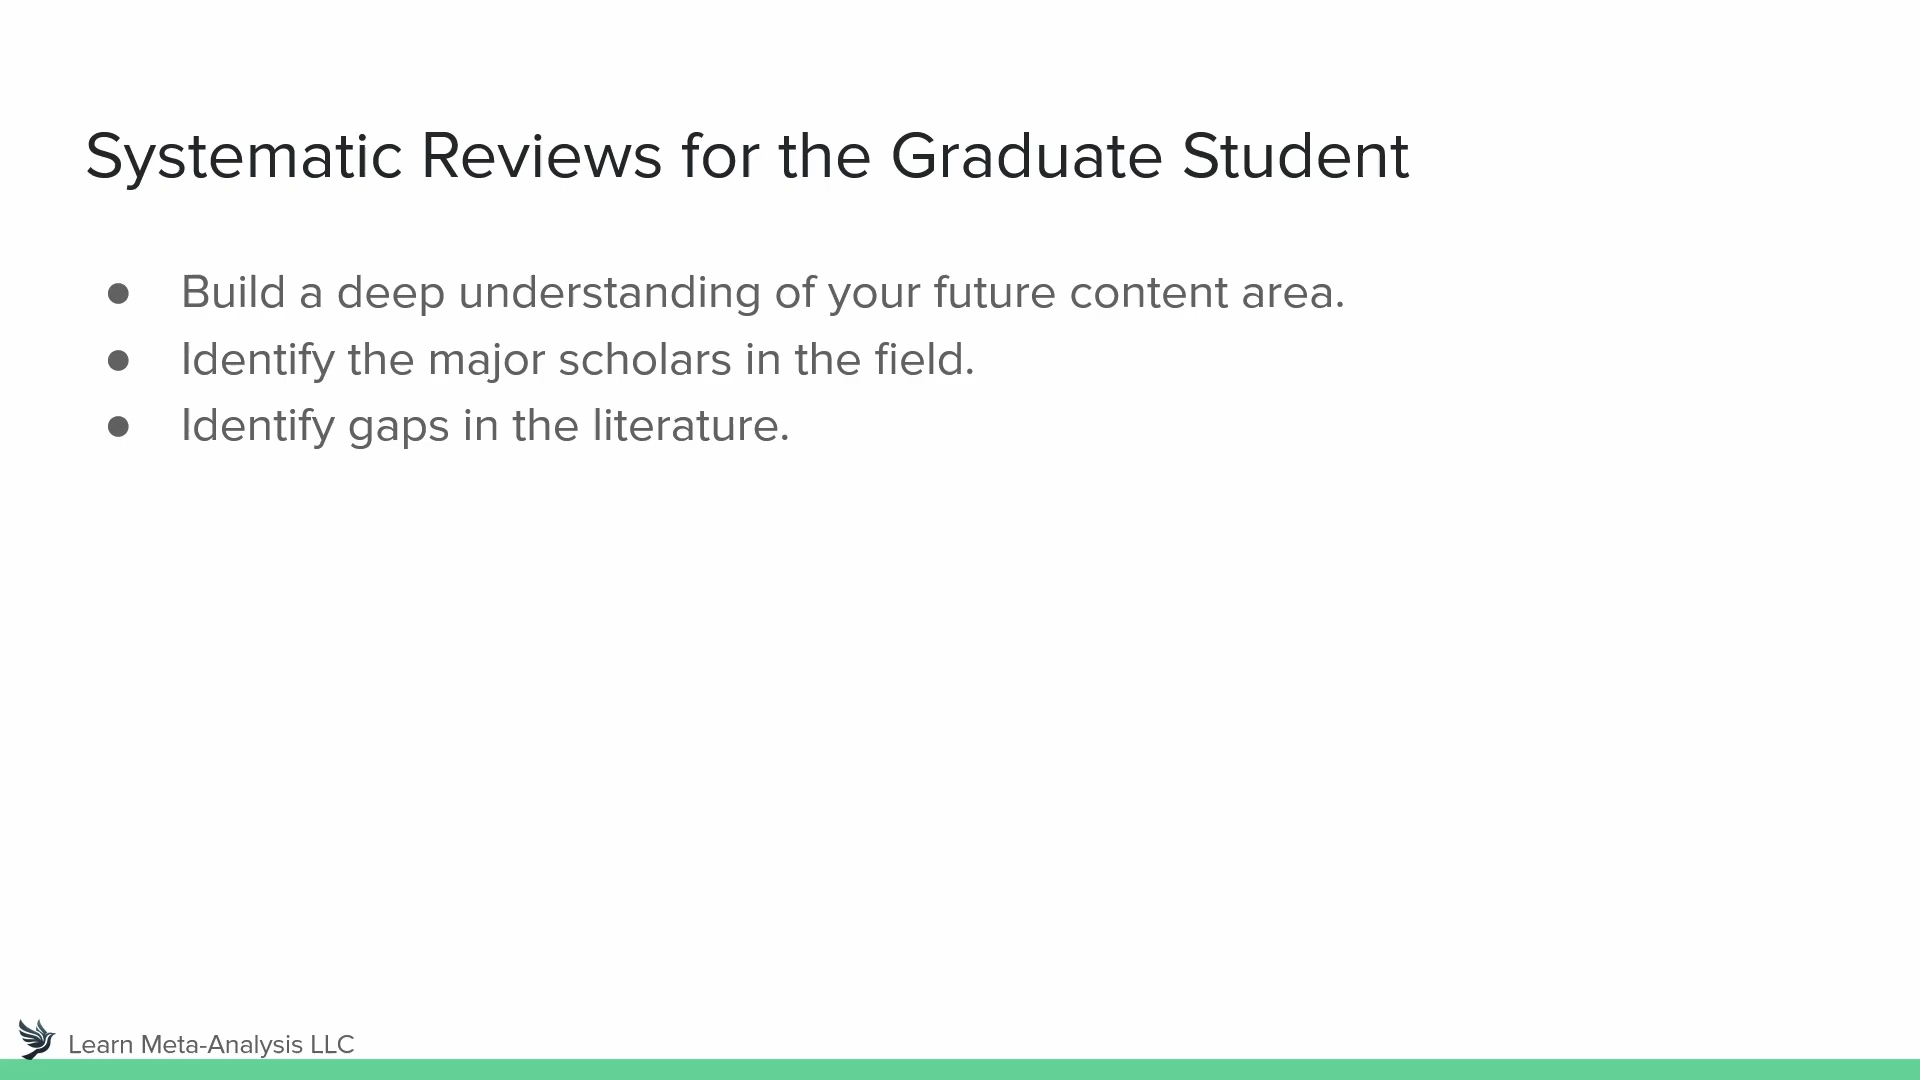 Systematic Reviews for the Graduate Student
● Build a deep understanding of your future content area.
● Identify the major scholars in the field.
● Identify gaps in the literature.
Learn Meta-Analysis LLC